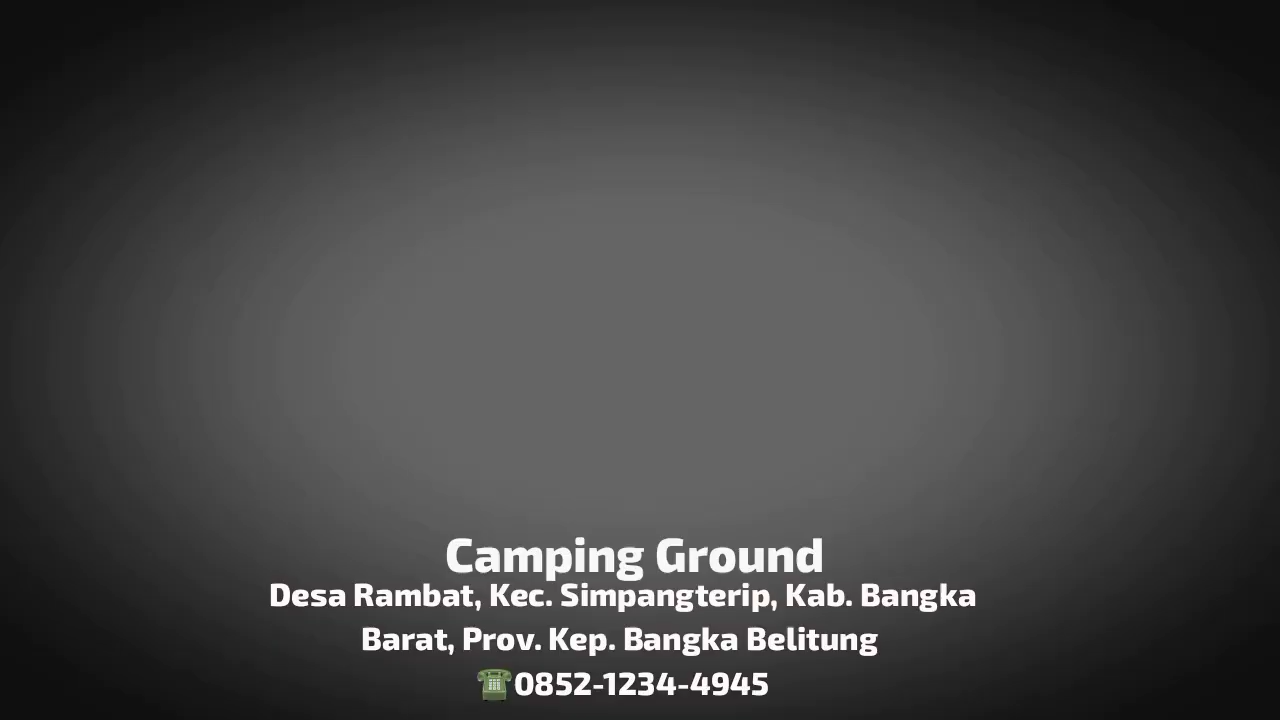 Camping Ground
Desa Rambat, Kec. Simpangterip, Kab. Bangka
Barat, Prov. Kep. Bangka Belitung
☎0852-1234-4945